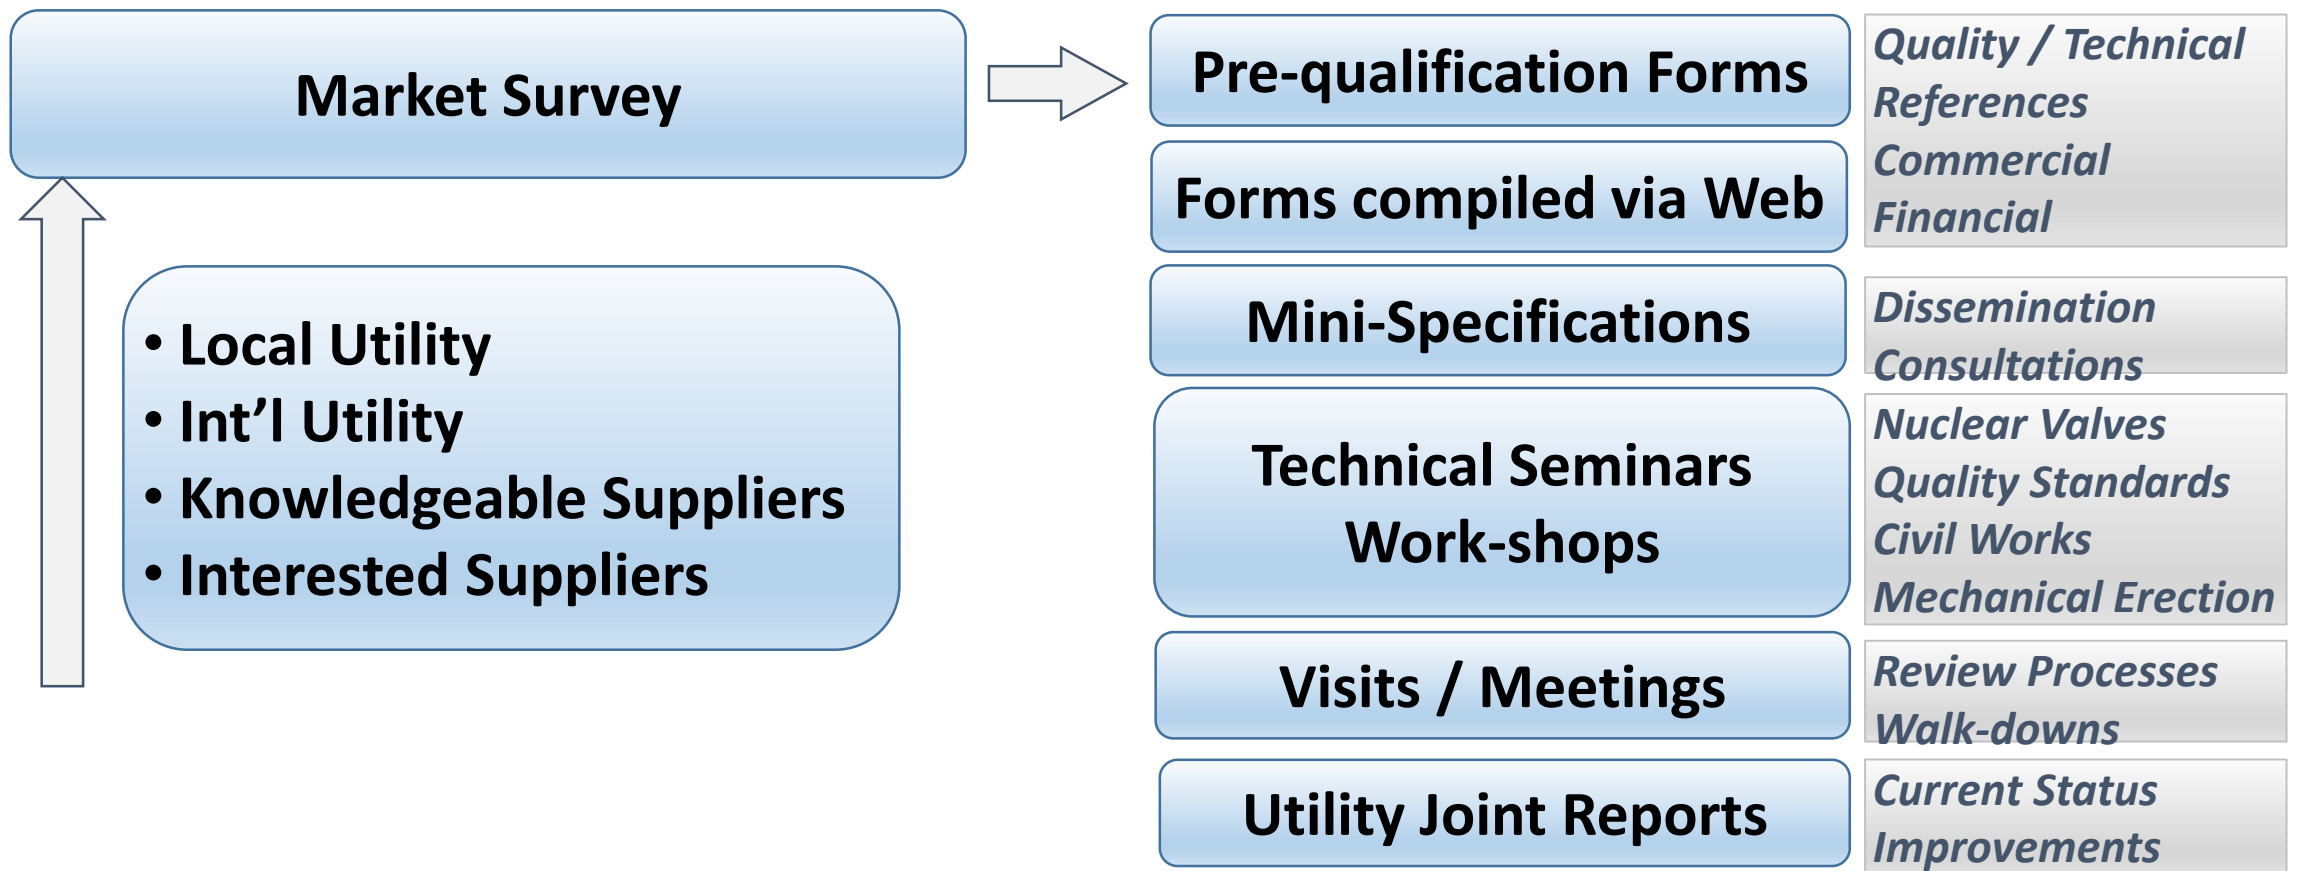 Market Survey
• Local Utility
• Int’l Utility
• Knowledgeable Suppliers
• Interested Suppliers
Pre-qualification Forms
Forms compiled via Web
Quality / Technical
References
Commercial
Financial
Mini-Specifications
Dissemination
Consultations
Technical Seminars
Work-shops
Nuclear Valves
Quality Standards
Civil Works
Mechanical Erection
Visits / Meetings
Review Processes
Walk-downs
Utility Joint Reports
Current Status
Improvements